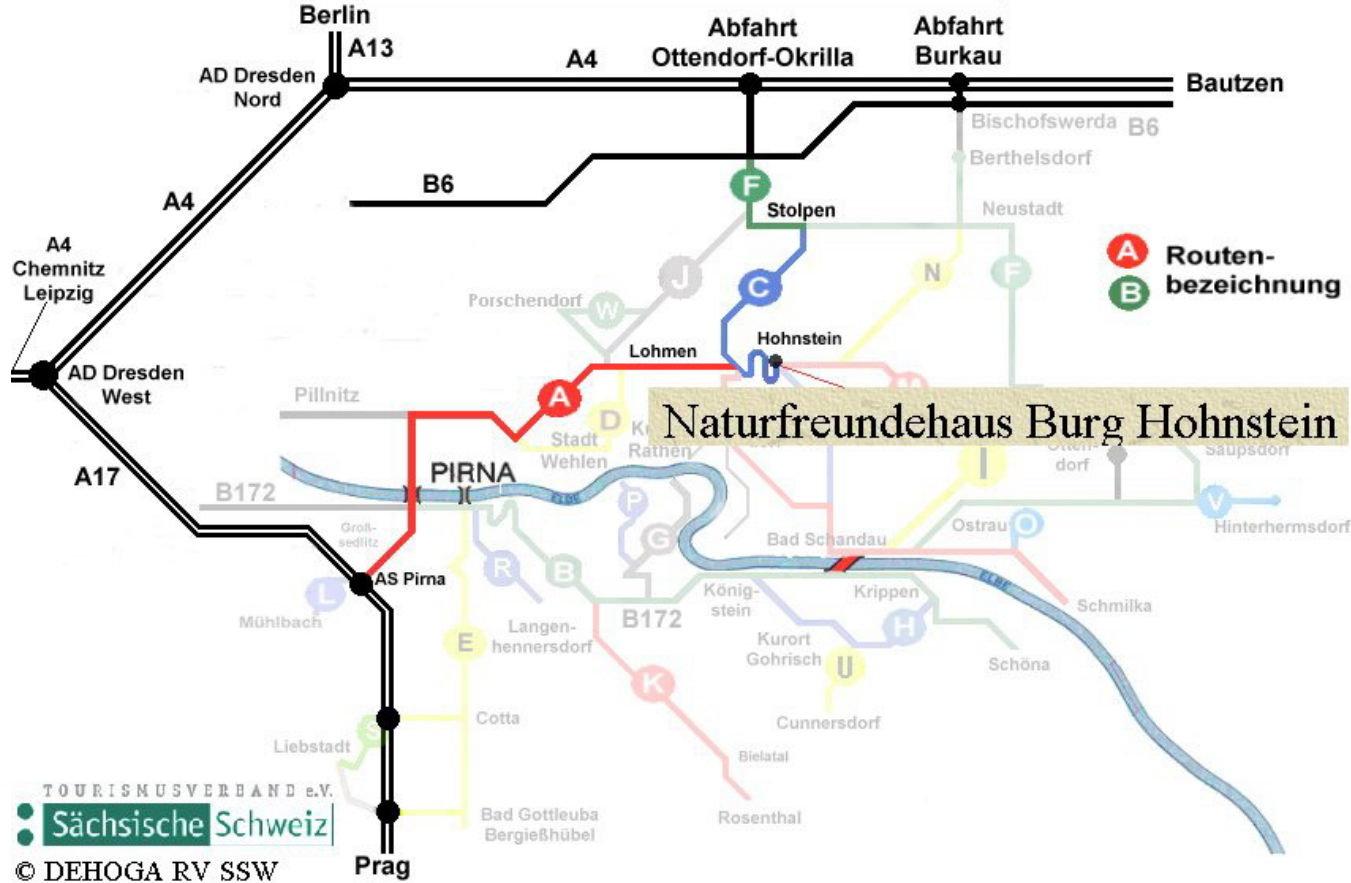 Berlin
A13
AD Dresden
Nord
A4
Abfahrt
Ottendorf-Okrilla
Abfahrt
Burkau
Bautzen
Bischofswerda
B6
Berthelsdorf
B6
A4
F
Stolpen
Neustadt
A4
Chemnitz
Leipzig
J
C
N
F
A
B
Routen-
bezeichnung
Porschendorf
W
Lohmen
Hohnstein
AD Dresden
West
Pillnitz
A
D
Naturfreundehaus Burg Hohnstein
Stadt
Wehlen
Rathen
dorf
Saupsdorf
A17
PIRNA
I
B172
ELBE
P
V
Hinterhermsdorf
Groß-
sedlitz
G
Bad Schandau
Ostrau
O
AS Pirna
R
B
L
Mühlbach
König-
stein
Krippen
ELBE
Schmilka
B172
Langen-
hennersdorf
E
H
Kurort
Gohrisch
U
Schöna
K
Cotta
Cunnersdorf
S
Liebstadt
Bielatal
Rosenthal
Bad Gottleuba
Bergießhübel
TOURISMUSVERBAND e.V.
Sächsische Schweiz
© DEHOGA RV SSW
Prag